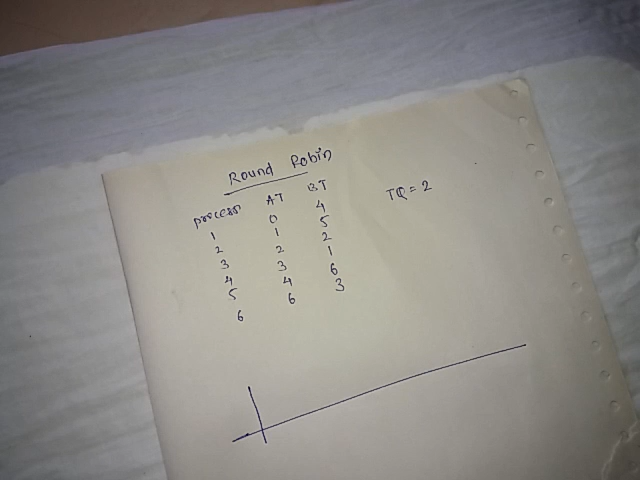 Round Robin
process AT BT TQ = 2
1 0 4
2 1 5
3 2 2
4 3 1
5 4 6
6 6 3